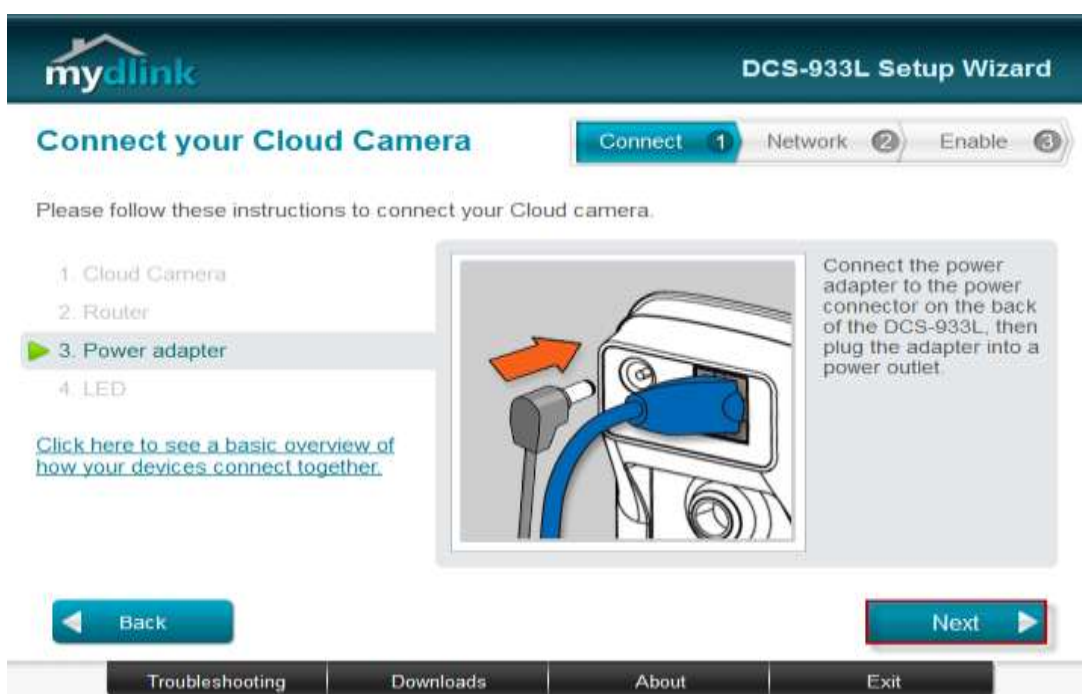 mydlink
DCS-933L Setup Wizard
Connect your Cloud Camera
Connect 1
Network 2
Enable 3
Please follow these instructions to connect your Cloud camera.
1. Cloud Camera
2. Router
3. Power adapter
4. LED
Click here to see a basic overview of
how your devices connect together.
Connect the power
adapter to the power
connector on the back
of the DCS-933L, then
plug the adapter into a
power outlet.
Back
Next
Troubleshooting
Downloads
About
Exit